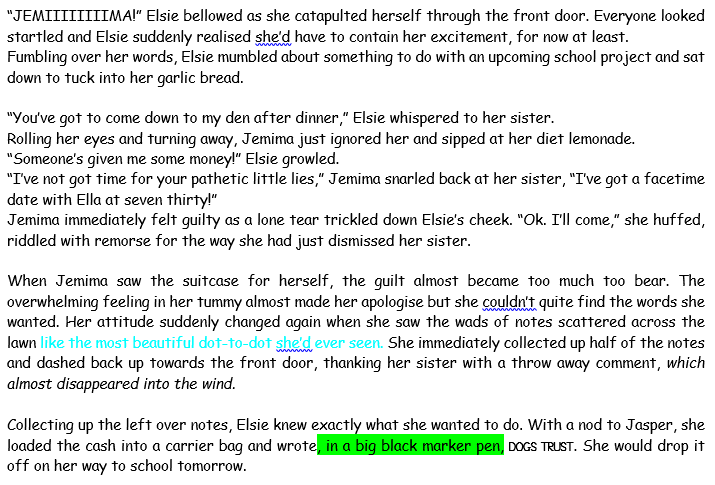 “JEMIIIIIIIIMA!” Elsie bellowed as she catapulted herself through the front door. Everyone looked
startled and Elsie suddenly realised she’d have to contain her excitement, for now at least.
Fumbling over her words, Elsie mumbled about something to do with an upcoming school project and sat
down to tuck into her garlic bread.
“You’ve got to come down to my den after dinner,” Elsie whispered to her sister.
Rolling her eyes and turning away, Jemima just ignored her and sipped at her diet lemonade.
“Someone’s given me some money!” Elsie growled.
“I’ve not got time for your pathetic little lies,” Jemima snarled back at her sister, “I’ve got a facetime
date with Ella at seven thirty!”
Jemima immediately felt guilty as a lone tear trickled down Elsie’s cheek. “Ok. I’ll come,” she huffed,
riddled with remorse for the way she had just dismissed her sister.
When Jemima saw the suitcase for herself, the guilt almost became too much too bear. The
overwhelming feeling in her tummy almost made her apologise but she couldn’t quite find the words she
wanted. Her attitude suddenly changed again when she saw the wads of notes scattered across the
lawn like the most beautiful dot-to-dot she’d ever seen. She immediately collected up half of the notes
and dashed back up towards the front door, thanking her sister with a throw away comment, which
almost disappeared into the wind.
Collecting up the left over notes, Elsie knew exactly what she wanted to do. With a nod to Jasper, she
loaded the cash into a carrier bag and wrote, in a big black marker pen, DOGS TRUST. She would drop it
off on her way to school tomorrow.